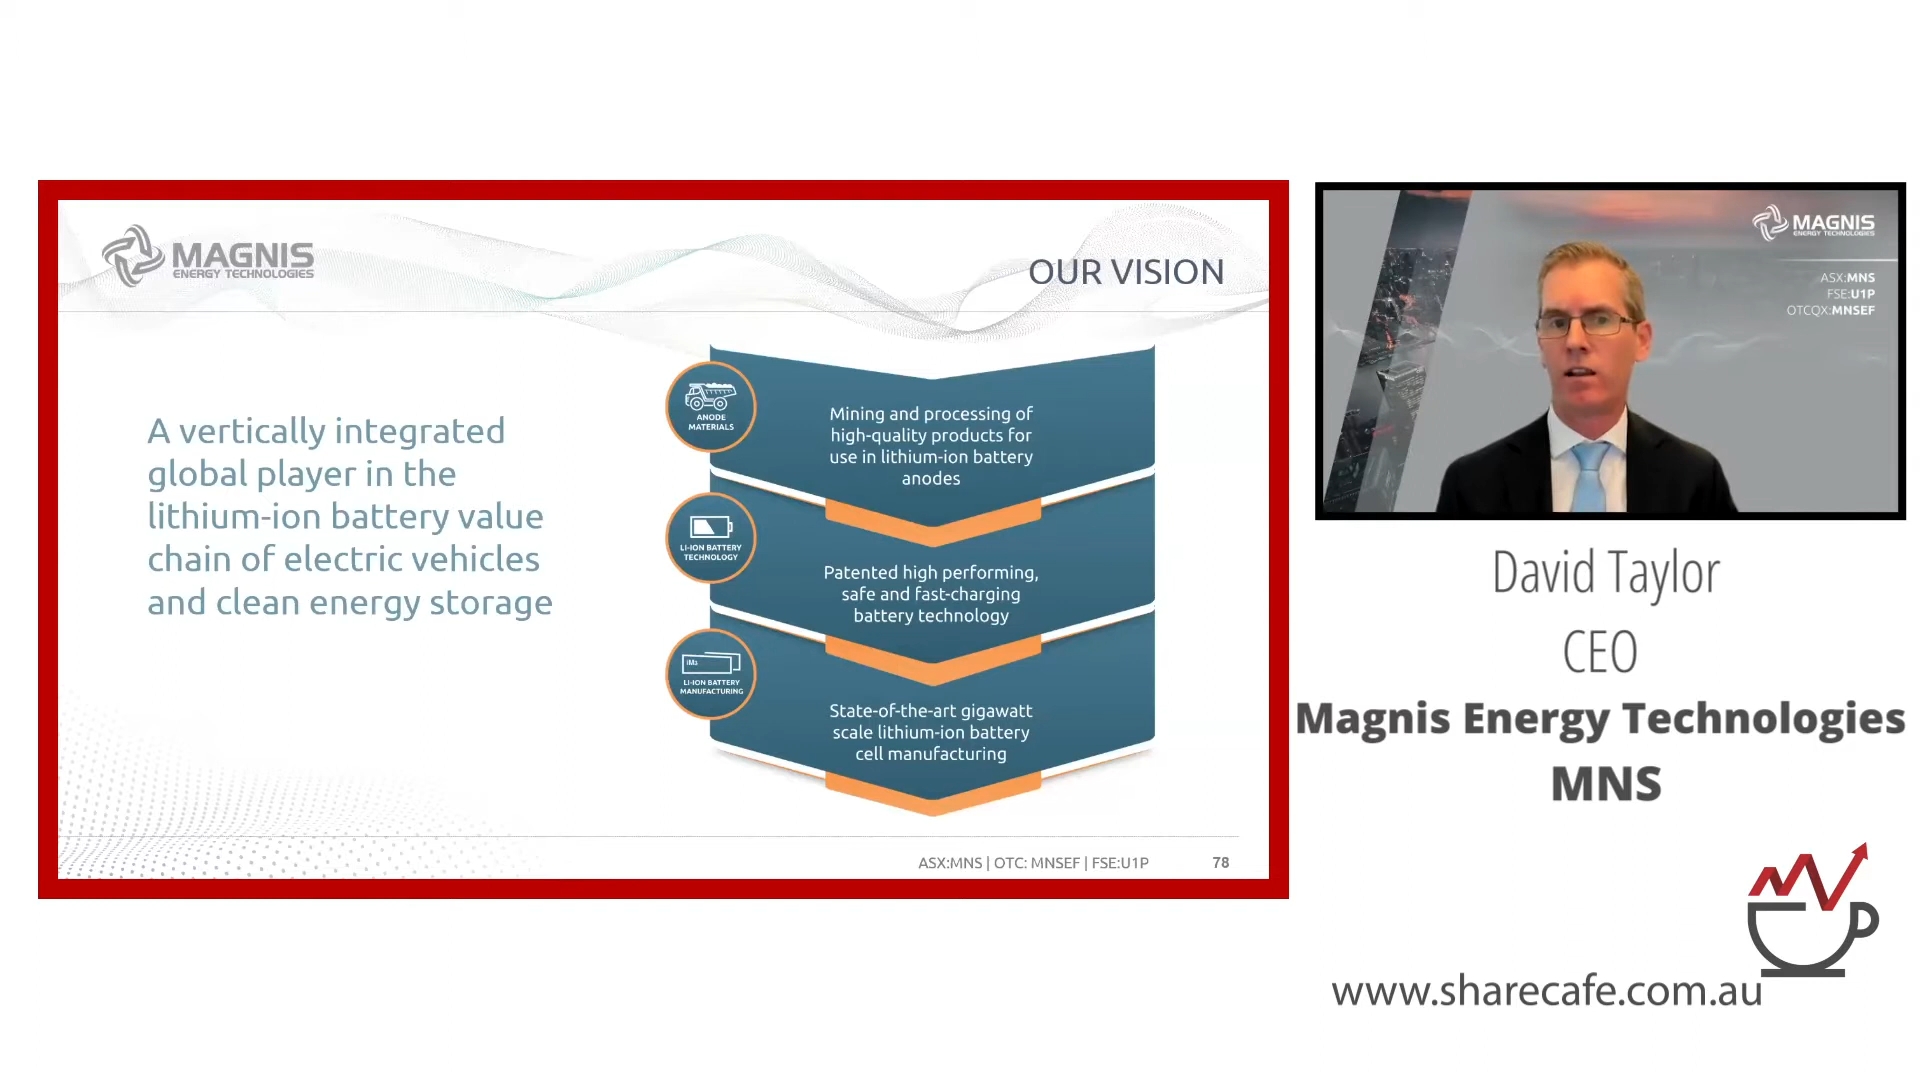 MAGNIS
ENERGY TECHNOLOGIES
OUR VISION
A vertically integrated
global player in the
lithium-ion battery value
chain of electric vehicles
and clean energy storage
ANODE
MATERIALS
Mining and processing of
high-quality products for
use in lithium-ion battery
anodes
LI-ION BATTERY
TECHNOLOGY
Patented high performing,
safe and fast-charging
battery technology
iM3
LI-ION BATTERY
MANUFACTURING
State-of-the-art gigawatt
scale lithium-ion battery
cell manufacturing
ASX:MNS | OTC: MNSEF | FSE:U1P
78
MAGNIS
ENERGY TECHNOLOGIES
ASX:MNS
FSE:U1P
OTCQX:MNSEF
David Taylor
CEO
Magnis Energy Technologies
MNS
www.sharecafe.com.au